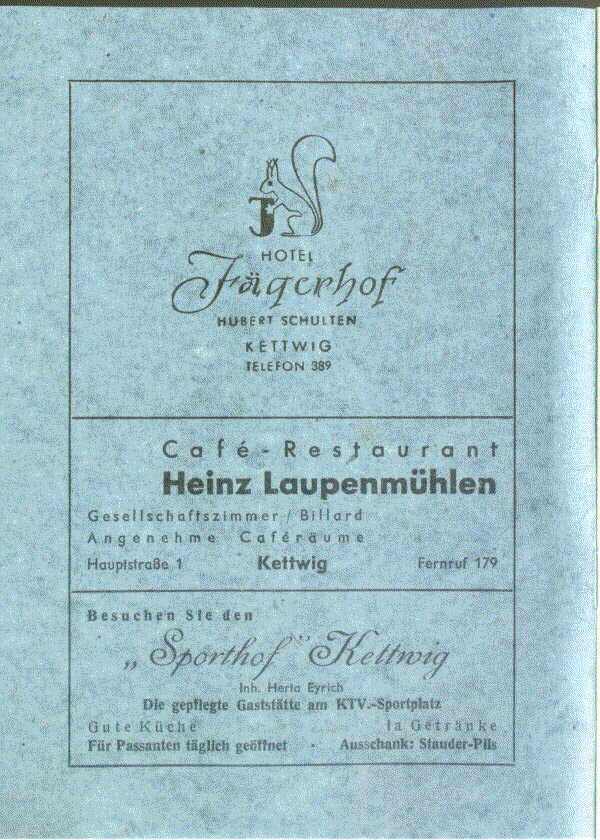 J
HOTEL
Jägerhof
HUBERT SCHULTEN
KETTWIG
TELEFON 389
Café-Restaurant
Heinz Laupenmühlen
Gesellschaftszimmer / Billard
Angenehme Caféräume
Hauptstraße 1 Kettwig Fernruf 179
Besuchen Sie den
„Sporthof" Kettwig
Inh. Herta Eyrich
Die gepflegte Gaststätte am KTV.-Sportplatz
Gute Küche Ia Getränke
Für Passanten täglich geöffnet - Ausschank: Stauder-Pils